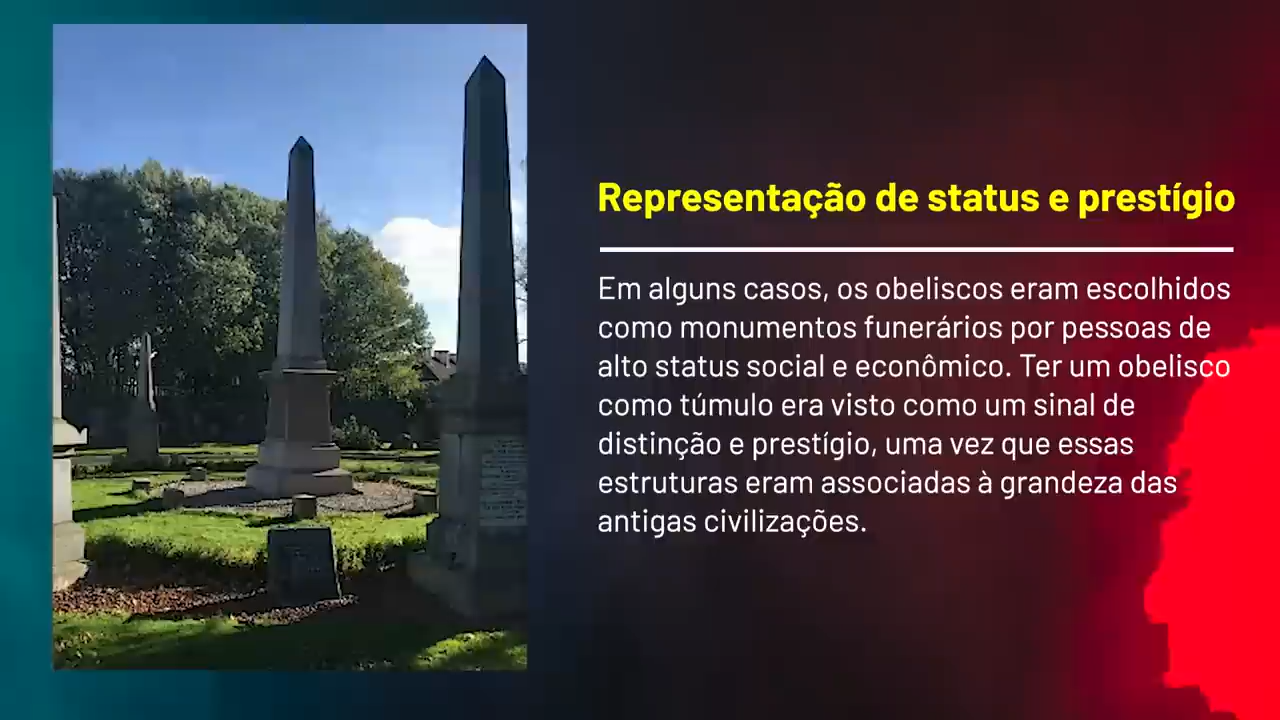 Representação de status e prestígio
Em alguns casos, os obeliscos eram escolhidos
como monumentos funerários por pessoas de
alto status social e econômico. Ter um obelisco
como túmulo era visto como um sinal de
distinção e prestígio, uma vez que essas
estruturas eram associadas à grandeza das
antigas civilizações.